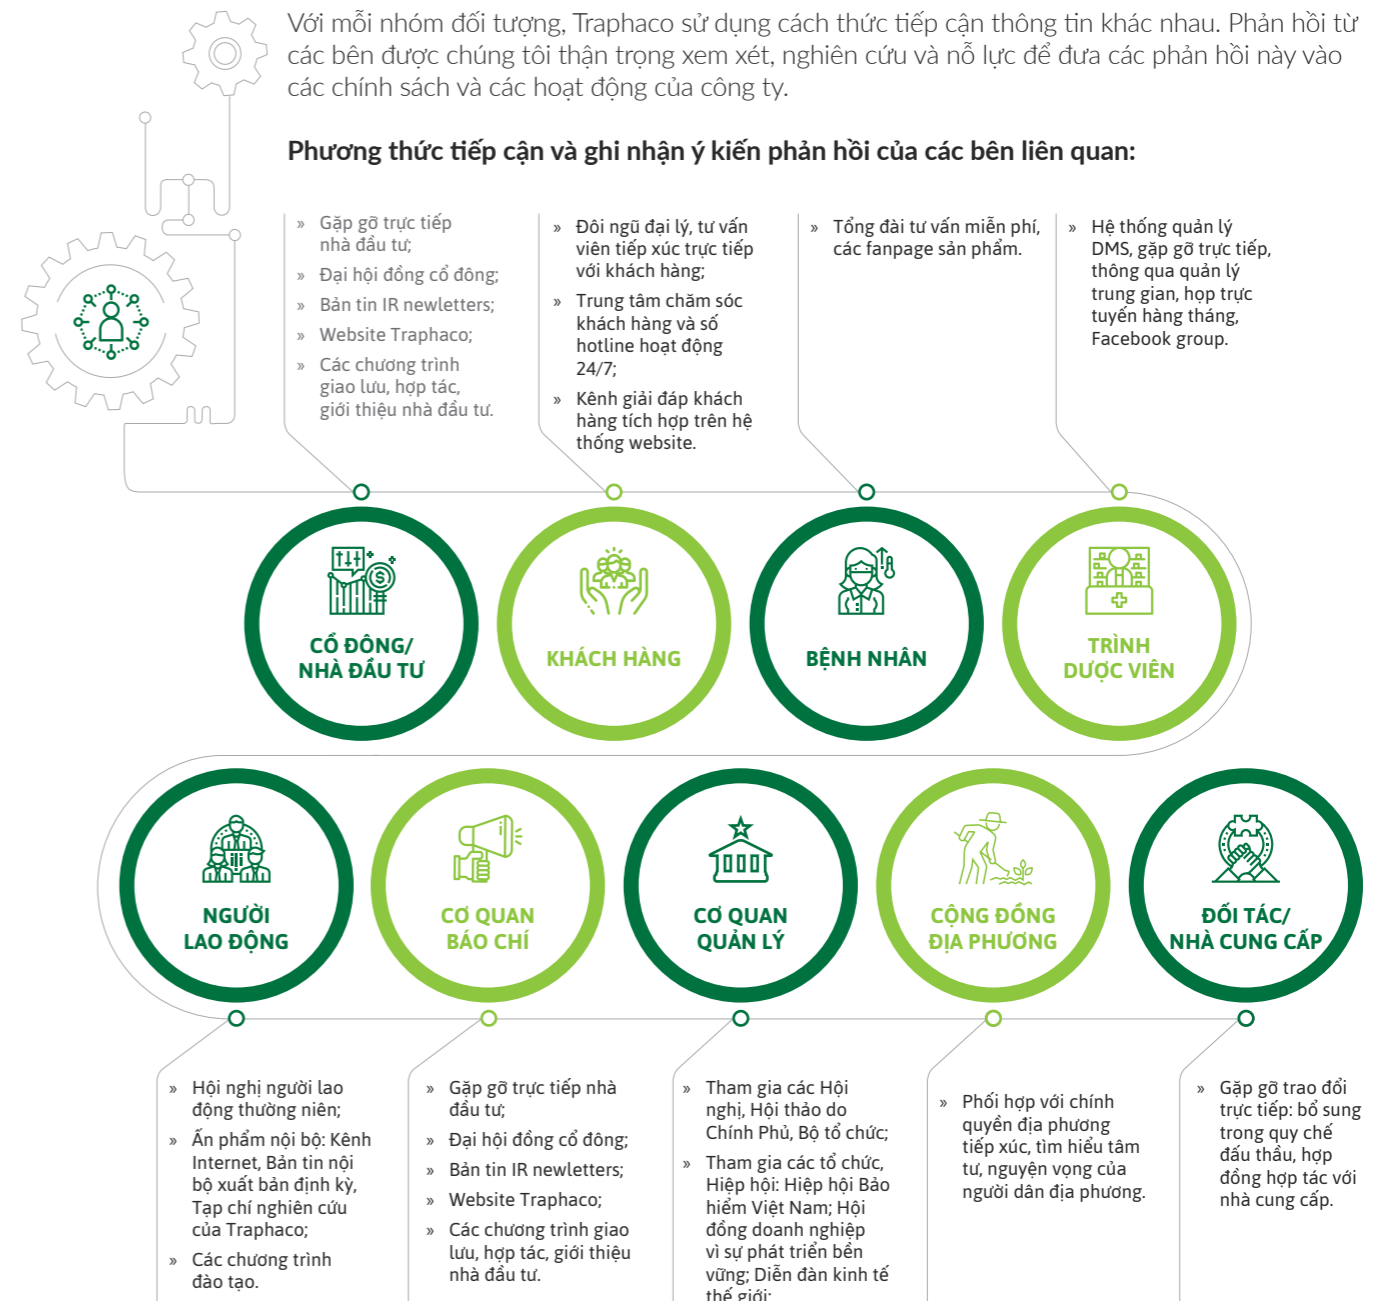 Với mỗi nhóm đối tượng, Traphaco sử dụng cách thức tiếp cận thông tin khác nhau. Phản hồi từ
các bên được chúng tôi thận trọng xem xét, nghiên cứu và nỗ lực để đưa các phản hồi này vào
các chính sách và các hoạt động của công ty.
Phương thức tiếp cận và ghi nhận ý kiến phản hồi của các bên liên quan:
» Gặp gỡ trực tiếp
nhà đầu tư;
» Đại hội đồng cổ đông;
» Bản tin IR newletters;
» Website Traphaco;
» Các chương trình
giao lưu, hợp tác,
giới thiệu nhà đầu tư.
» Đôi ngũ đại lý, tư vấn
viên tiếp xúc trực tiếp
với khách hàng;
» Trung tâm chăm sóc
khách hàng và số
hotline hoạt động
24/7;
» Kênh giải đáp khách
hàng tích hợp trên hệ
thống website.
» Tổng đài tư vấn miễn phí,
các fanpage sản phẩm.
» Hệ thống quản lý
DMS, gặp gỡ trực tiếp,
thông qua quản lý
trung gian, họp trực
tuyến hàng tháng,
Facebook group.
CỔ ĐÔNG/
NHÀ ĐẦU TƯ
KHÁCH HÀNG
BỆNH NHÂN
TRÌNH
DƯỢC VIÊN
NGƯỜI
LAO ĐỘNG
CƠ QUAN
BÁO CHÍ
CƠ QUAN
QUẢN LÝ
CỘNG ĐỒNG
ĐỊA PHƯƠNG
ĐỐI TÁC/
NHÀ CUNG CẤP
» Hội nghị người lao
động thường niên;
» Ấn phẩm nội bộ: Kênh
Internet, Bản tin nội
bộ xuất bản định kỳ,
Tạp chí nghiên cứu
của Traphaco;
» Các chương trình
đào tạo.
» Gặp gỡ trực tiếp nhà
đầu tư;
» Đại hội đồng cổ đông;
» Bản tin IR newletters;
» Website Traphaco;
» Các chương trình giao
lưu, hợp tác, giới thiệu
nhà đầu tư.
» Tham gia các Hội
nghị, Hội thảo do
Chính Phủ, Bộ tổ chức;
» Tham gia các tổ chức,
Hiệp hội: Hiệp hội Bảo
hiểm Việt Nam; Hội
đồng doanh nghiệp
vì sự phát triển bền
vững; Diễn đàn kinh tế
thế giới;
» Phối hợp với chính
quyền địa phương
tiếp xúc, tìm hiểu tâm
tư, nguyện vọng của
người dân địa phương.
» Gặp gỡ trao đổi
trực tiếp: bổ sung
trong quy chế
đấu thầu, hợp
đồng hợp tác với
nhà cung cấp.